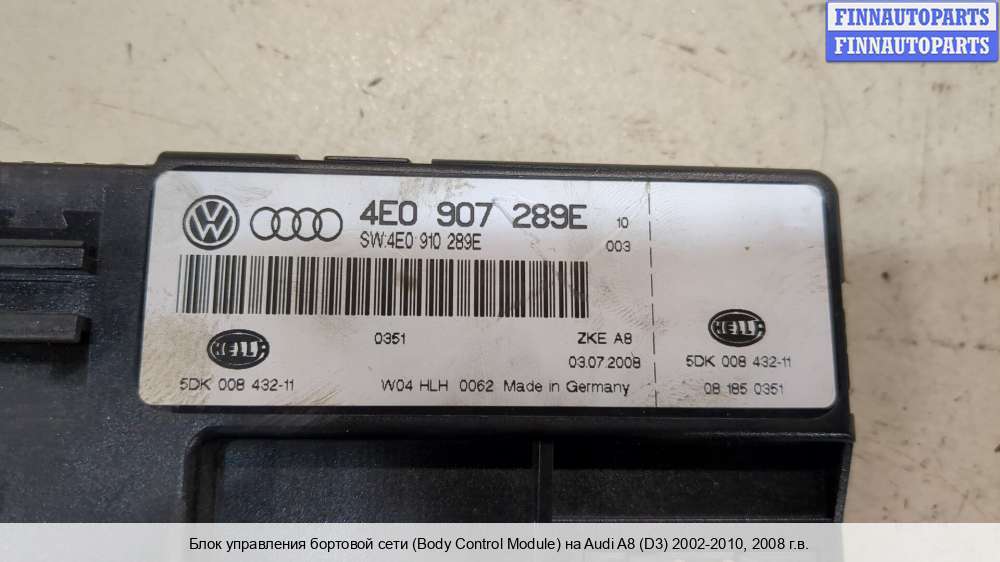 FINNAUTOPARTS
FINNAUTOPARTS
4E0 907 289E 10
SW:4E0 910 289E 003
0351 ZKE A8
HELLA HELLA
03.07.2008
5DK 008 432-11 5DK 008 432-11
W04 HLH 0062 Made in Germany 08 185 0351
Блок управления бортовой сети (Body Control Module) на Audi A8 (D3) 2002-2010, 2008 г.в.